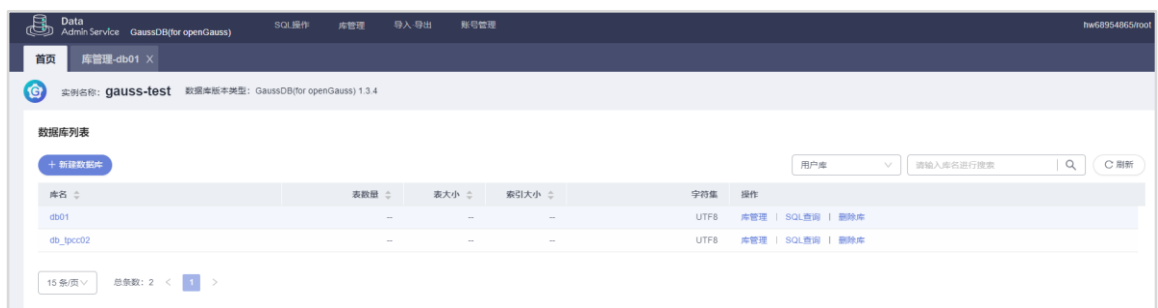 Data
Admin Service GaussDB(for openGauss) SQL操作 库管理 导入·导出 账号管理 hw68954865/root
首页 库管理-db01 X
实例名称: gauss-test 数据库版本类型: GaussDB(for openGauss) 1.3.4
数据库列表
+ 新建数据库 用户库 请输入库名进行搜索 刷新
库名 表数量 表大小 索引大小 字符集 操作
db01 -- -- -- UTF8 库管理 | SQL查询 | 删除库
db_tpcc02 -- -- -- UTF8 库管理 | SQL查询 | 删除库
15 条/页 总条数: 2 < 1 >